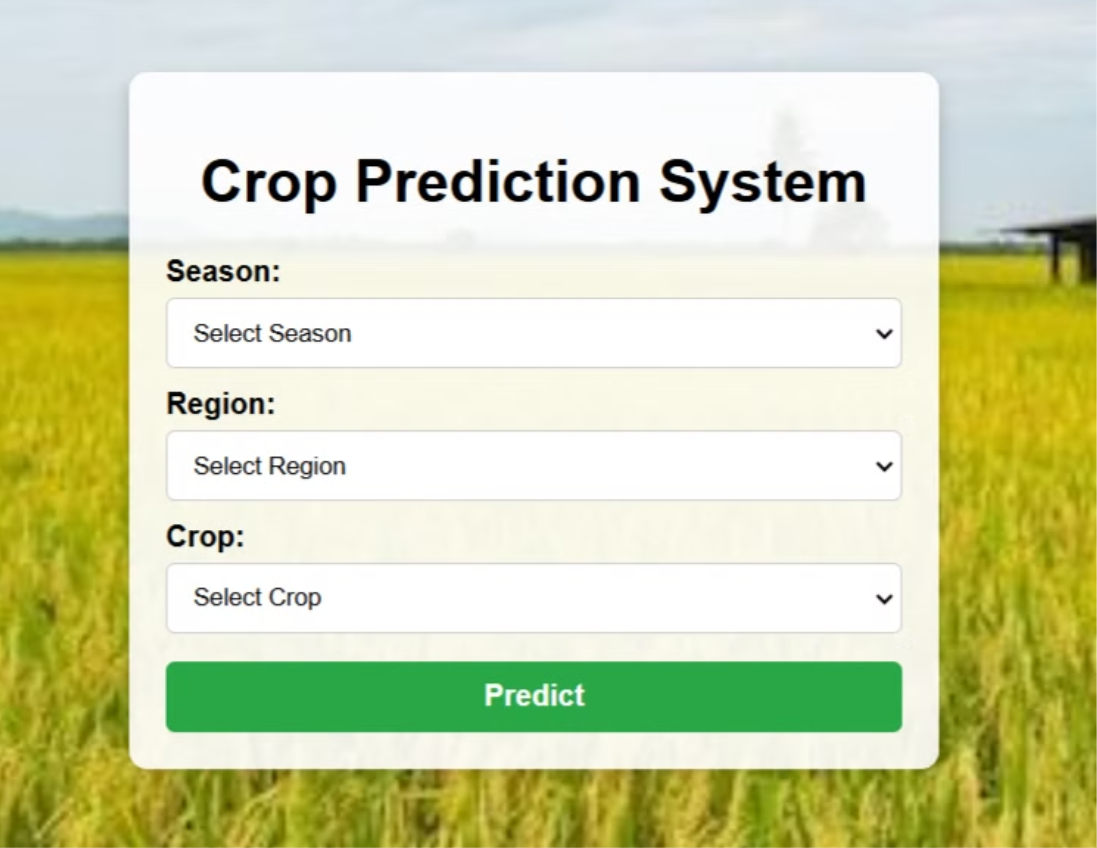 Crop Prediction System
Season:
Select Season
Region:
Select Region
Crop:
Select Crop
Predict